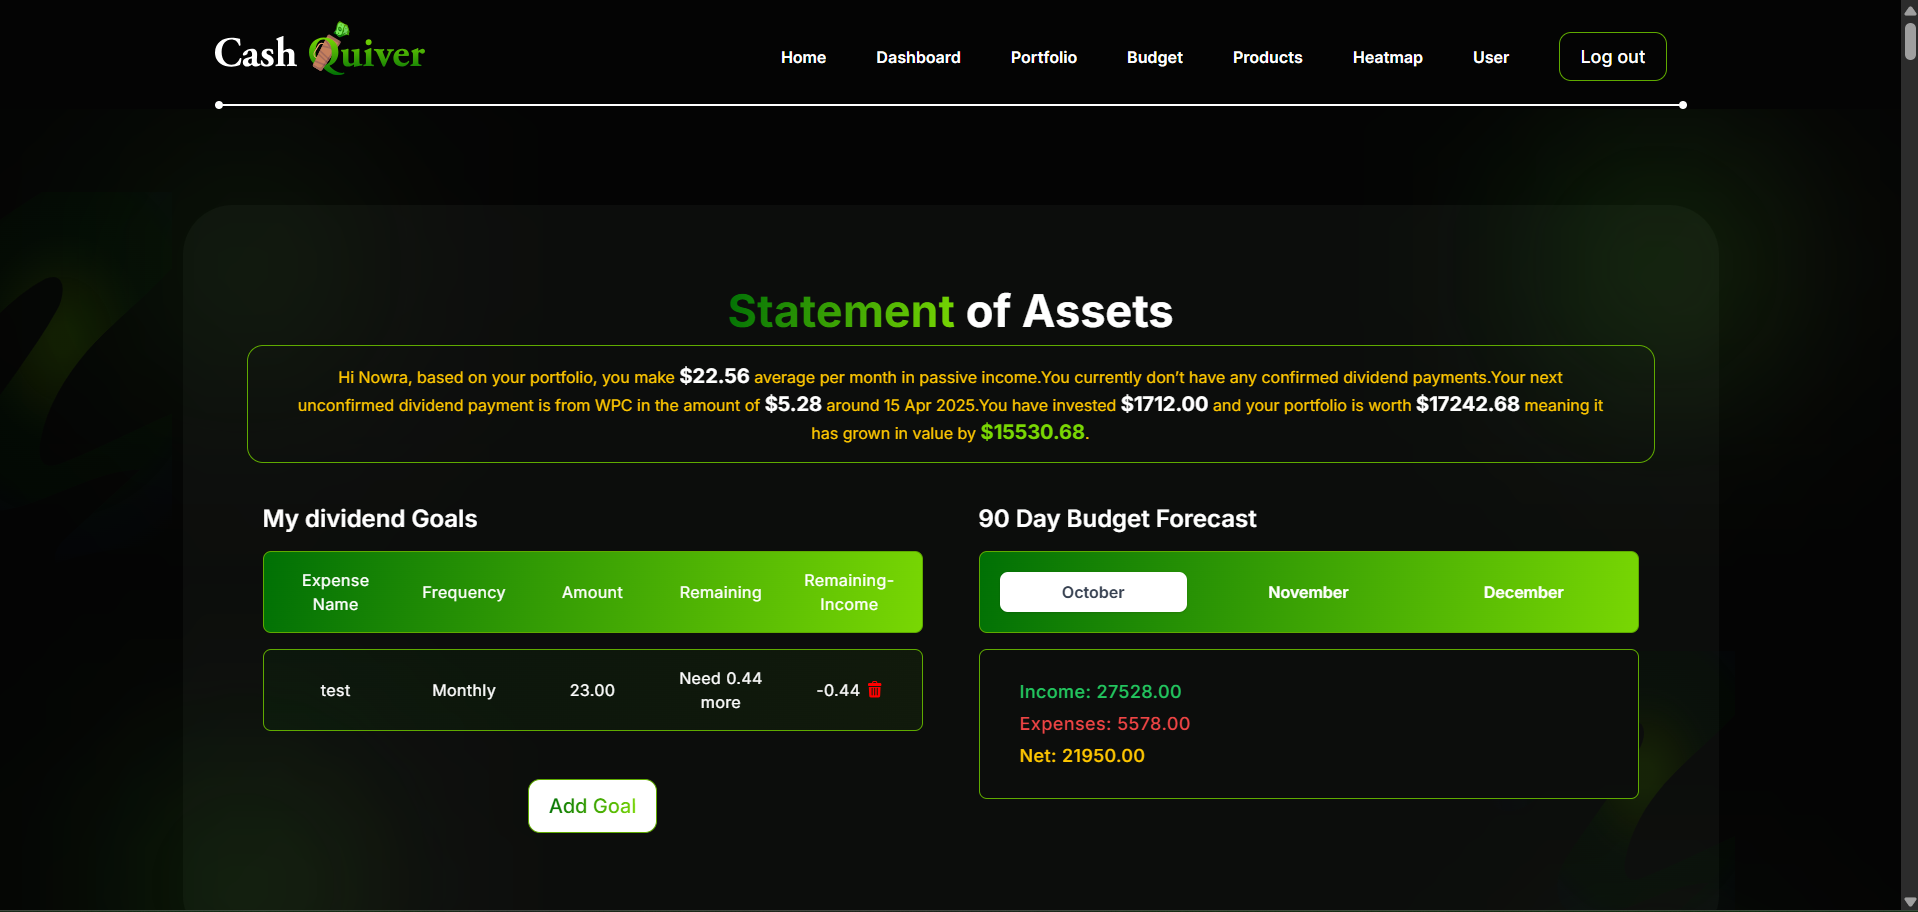 Cash Quiver
Home Dashboard Portfolio Budget Products Heatmap User Log out
Statement of Assets
Hi Nowra, based on your portfolio, you make $22.56 average per month in passive income.You currently don’t have any confirmed dividend payments.Your next
unconfirmed dividend payment is from WPC in the amount of $5.28 around 15 Apr 2025.You have invested $1712.00 and your portfolio is worth $17242.68 meaning it
has grown in value by $15530.68.
My dividend Goals
Expense
Name
Frequency
Amount
Remaining
Remaining-
Income
test
Monthly
23.00
Need 0.44
more
-0.44
Add Goal
90 Day Budget Forecast
October November December
Income: 27528.00
Expenses: 5578.00
Net: 21950.00